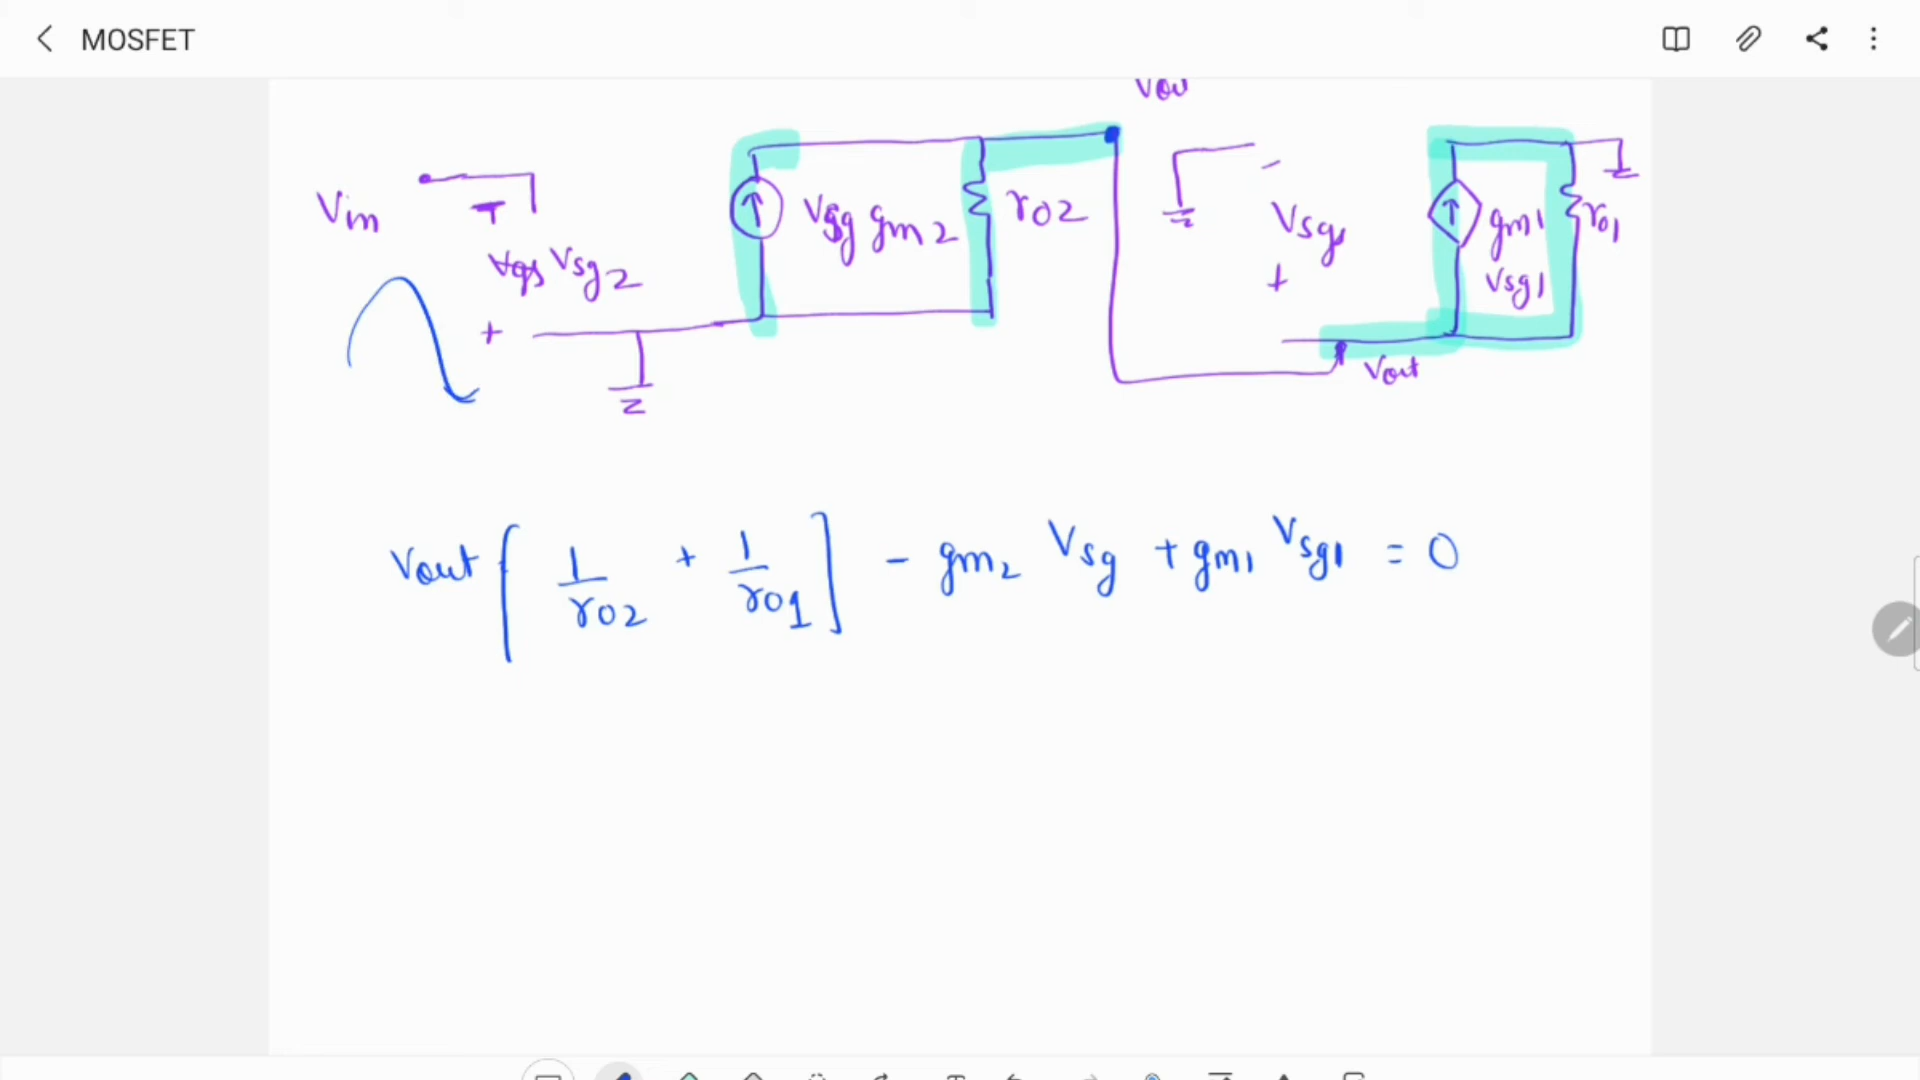 MOSFET
Vou
Vin
Vgs Vsg2
+
Vsg gm2
ro2
Vsg1
+
gm1
Vsg1
ro1
Vout
Vout [ 1/ro2 + 1/ro1 ] - gm2 Vsg + gm1 Vsg1 = 0